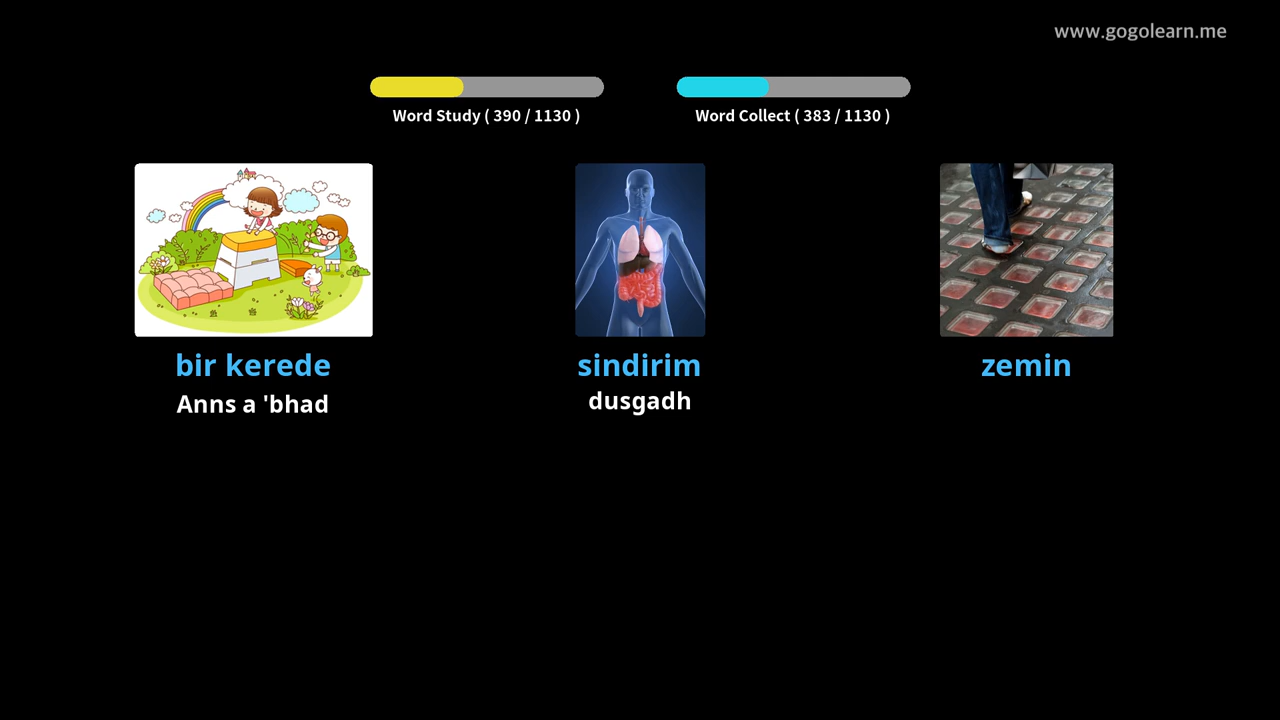 www.gogolearn.me
Word Study ( 390 / 1130 )
Word Collect ( 383 / 1130 )
bir kerede
Anns a 'bhad
sindirim
dusgadh
zemin